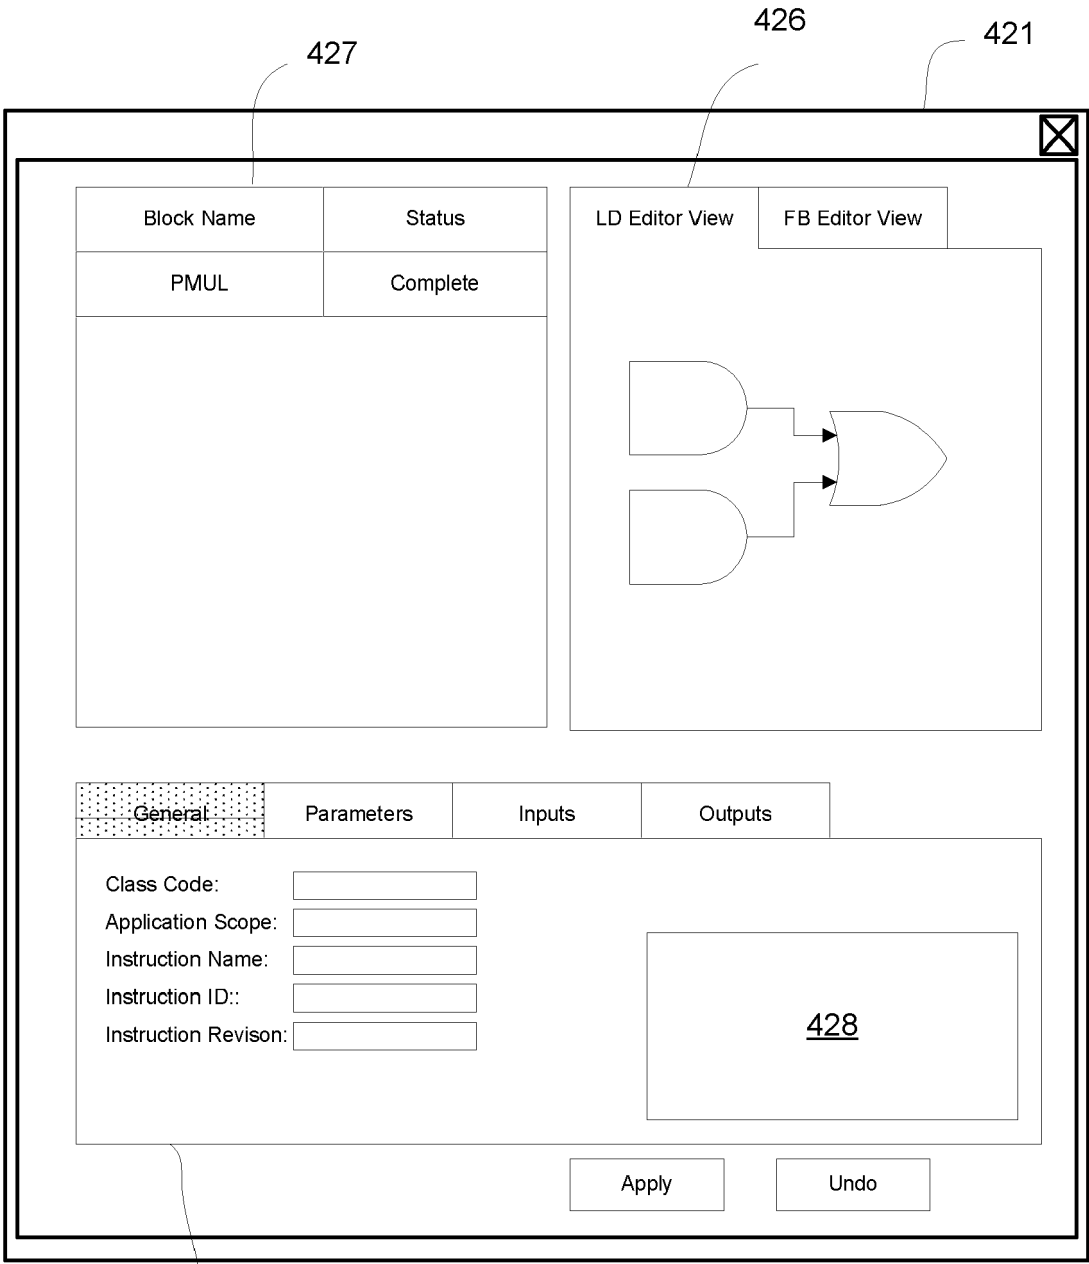 427
426
421
Block Name
Status
LD Editor View
FB Editor View
PMUL
Complete
General
Parameters
Inputs
Outputs
Class Code:
Application Scope:
Instruction Name:
Instruction ID::
Instruction Revison:
428
Apply
Undo